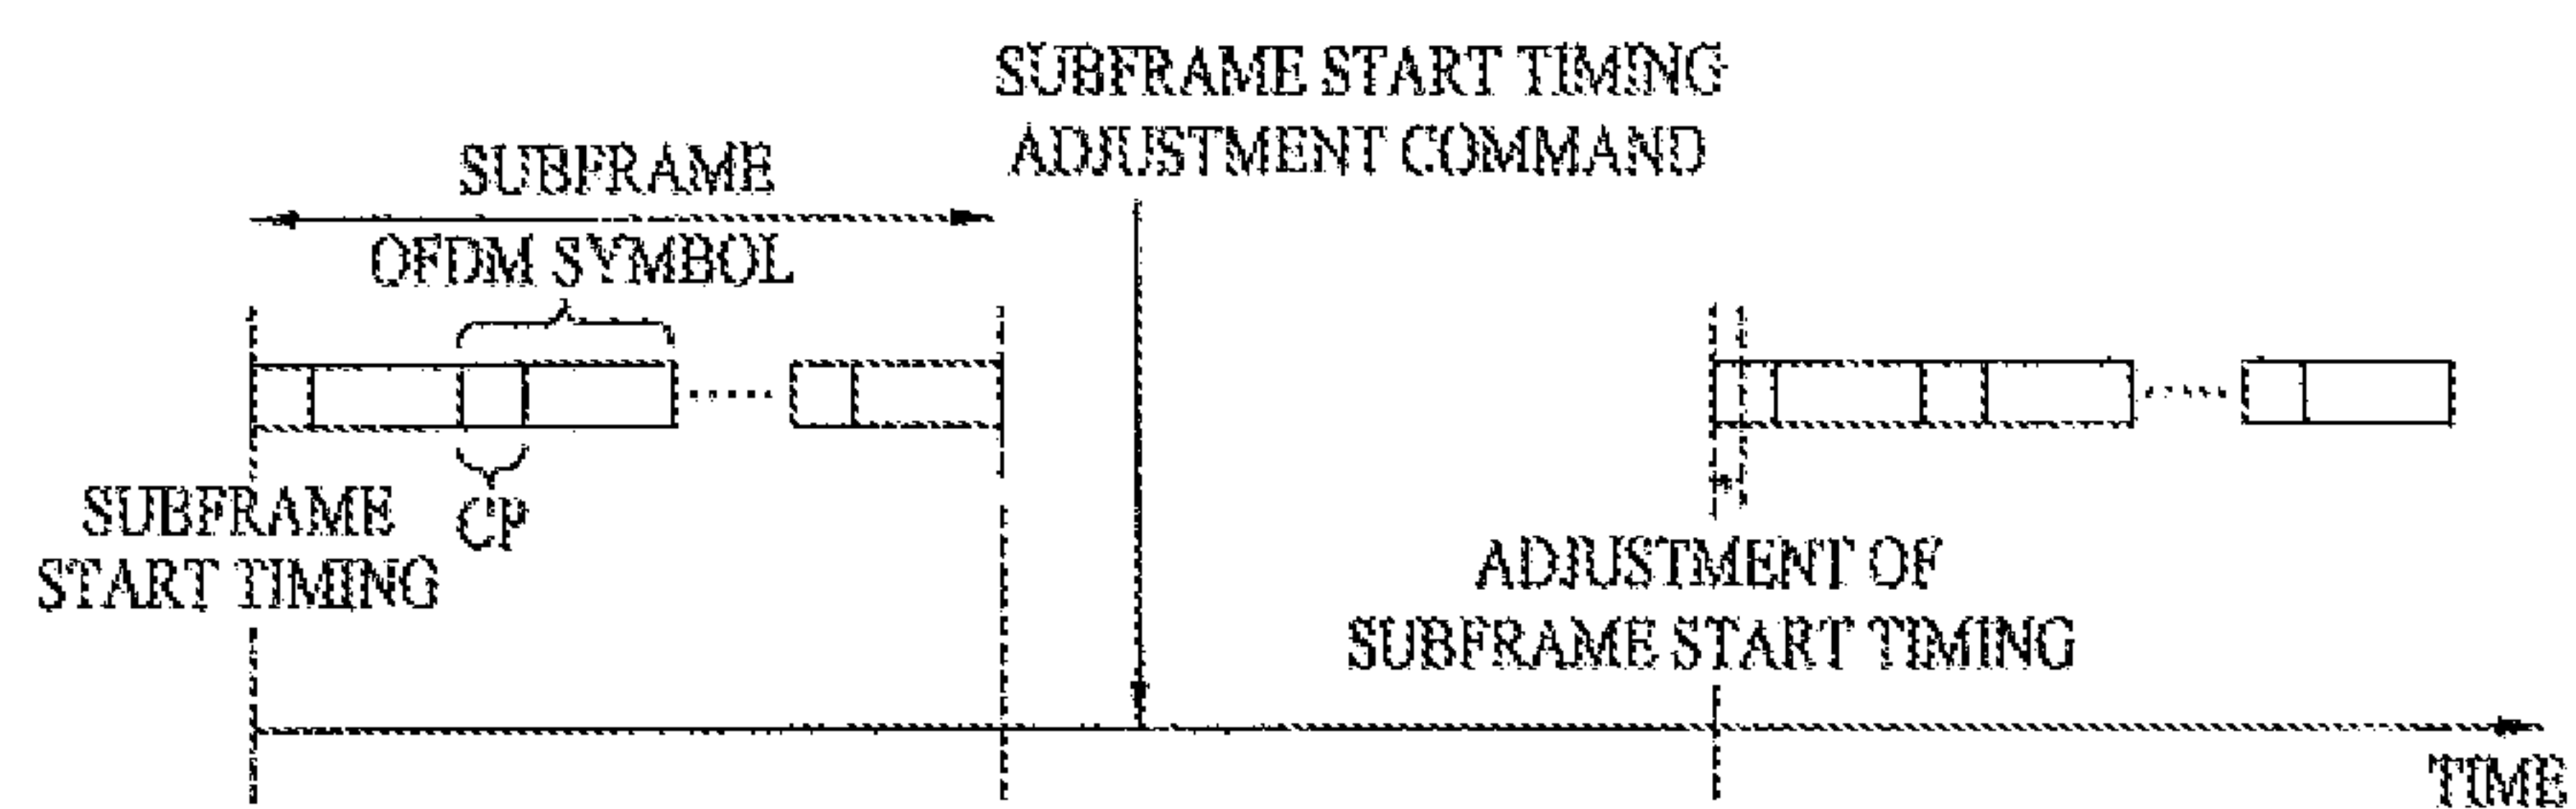 SUBFRAME START TIMING
ADJUSTMENT COMMAND
SUBFRAME
OFDM SYMBOL
SUBFRAME
START TIMING
CP
ADJUSTMENT OF
SUBFRAME START TIMING
TIME